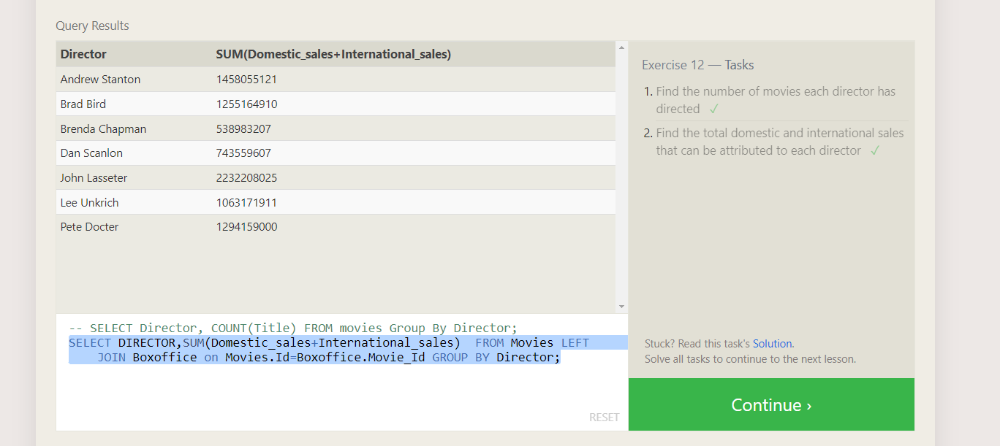 Query Results
Director SUM(Domestic_sales+International_sales)
Andrew Stanton 1458055121
Brad Bird 1255164910
Brenda Chapman 538983207
Dan Scanlon 743559607
John Lasseter 2232208025
Lee Unkrich 1063171911
Pete Docter 1294159000
-- SELECT Director, COUNT(Title) FROM movies Group By Director;
SELECT DIRECTOR,SUM(Domestic_sales+International_sales)  FROM Movies LEFT
JOIN Boxoffice on Movies.Id=Boxoffice.Movie_Id GROUP BY Director;
RESET
Exercise 12 — Tasks
1. Find the number of movies each director has
directed ✓
2. Find the total domestic and international sales
that can be attributed to each director ✓
Stuck? Read this task's Solution.
Solve all tasks to continue to the next lesson.
Continue ›